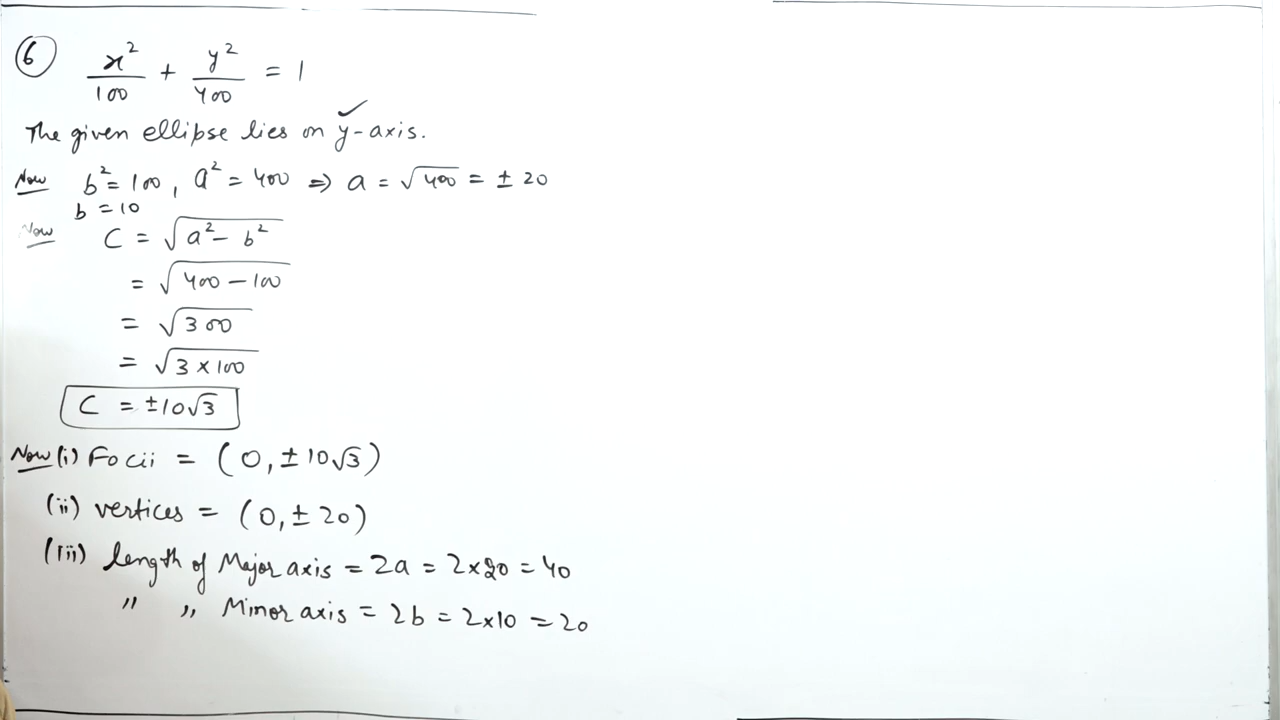 6 x²/100 + y²/400 = 1
The given ellipse lies on y-axis.
Now b² = 100, a² = 400 ⇒ a = √400 = ± 20
b = 10
Now C = √a² - b²
= √400 - 100
= √300
= √3 × 100
C = ±10√3
Now (i) Focii = (0, ± 10√3)
(ii) vertices = (0, ± 20)
(iii) length of Major axis = 2a = 2×20 = 40
〃 〃 Minor axis = 2b = 2×10 = 20